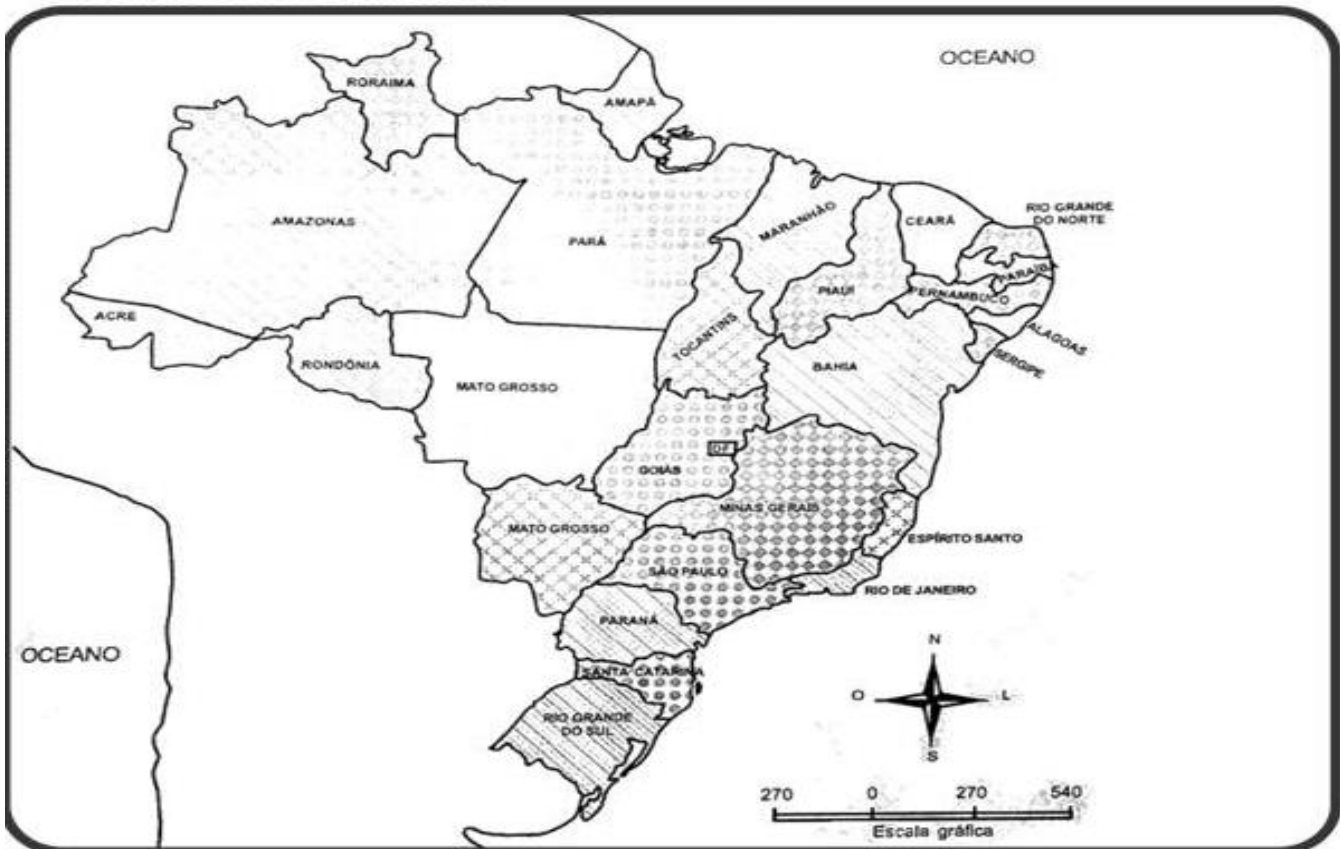 OCEANO
RORAIMA
AMAPÁ
AMAZONAS
PARÁ
MARANHÃO
CEARÁ
RIO GRANDE
DO NORTE
PARAÍBA
PIAUI
PERNAMBUCO
ACRE
TOCANTINS
ALAGOAS
SERGIPE
RONDÔNIA
MATO GROSSO
BAHIA
DF
GOIÁS
MINAS GERAIS
MATO GROSSO
ESPÍRITO SANTO
SÃO PAULO
RIO DE JANEIRO
PARANÁ
OCEANO
SANTA CATARINA
RIO GRANDE
DO SUL
N
O
L
S
270 0 270 540
Escala gráfica